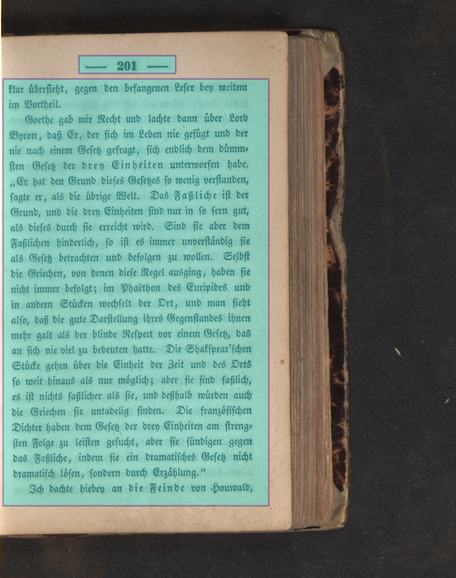 — 201 —
klar übersieht, gegen den befangenen Leser bey weitem
im Vortheil.
Goethe gab mir Recht und lachte dann über Lord
Byron, daß Er, der sich im Leben nie gefügt und der
nie nach einem Gesetz gefragt, sich endlich dem dümm-
sten Gesetz der drey Einheiten unterworfen habe.
„Er hat den Grund dieses Gesetzes so wenig verstanden,
sagte er, als die übrige Welt. Das Faßliche ist der
Grund, und die drey Einheiten sind nur in so fern gut,
als dieses durch sie erreicht wird. Sind sie aber dem
Faßlichen hinderlich, so ist es immer unverständig sie
als Gesetz betrachten und befolgen zu wollen. Selbst
die Griechen, von denen diese Regel ausging, haben sie
nicht immer befolgt; im Phaëthon des Euripides und
in andern Stücken wechselt der Ort, und man sieht
also, daß die gute Darstellung ihres Gegenstandes ihnen
mehr galt als der blinde Respect vor einem Gesetz, das
an sich nie viel zu bedeuten hatte. Die Shakspear'schen
Stücke gehen über die Einheit der Zeit und des Orts
so weit hinaus als nur möglich; aber sie sind faßlich,
es ist nichts faßlicher als sie, und deßhalb würden auch
die Griechen sie untadelig finden. Die französischen
Dichter haben dem Gesetz der drey Einheiten am streng-
sten Folge zu leisten gesucht, aber sie sündigen gegen
das Faßliche, indem sie ein dramatisches Gesetz nicht
dramatisch lösen, sondern durch Erzählung.“
Ich dachte hiebey an die Feinde von Houwald,